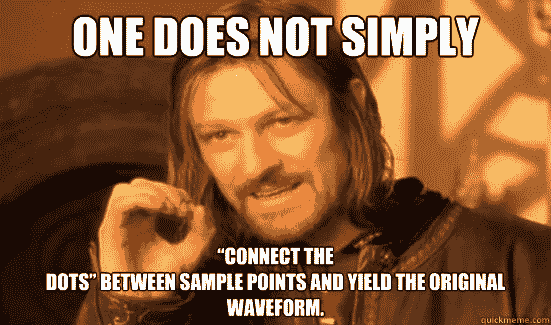 ONE DOES NOT SIMPLY
“CONNECT THE
DOTS” BETWEEN SAMPLE POINTS AND YIELD THE ORIGINAL
WAVEFORM.
quickmeme.com